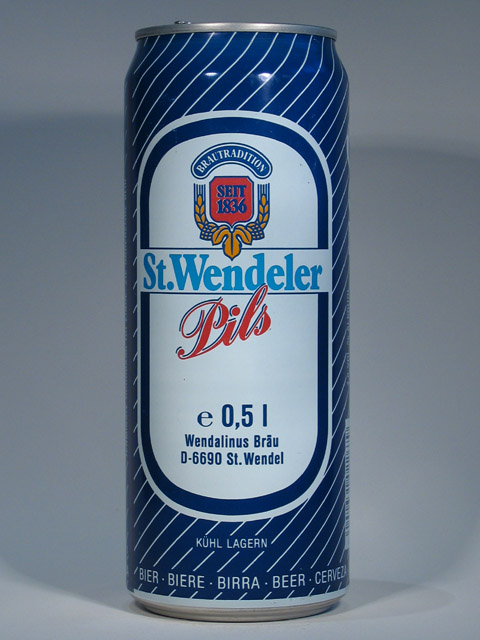 BRAUTRADITION
SEIT
1836
St.Wendeler
Pils
e 0,5 l
Wendalinus Bräu
D-6690 St. Wendel
KÜHL LAGERN
BIER - BIERE - BIRRA - BEER - CERVEZA